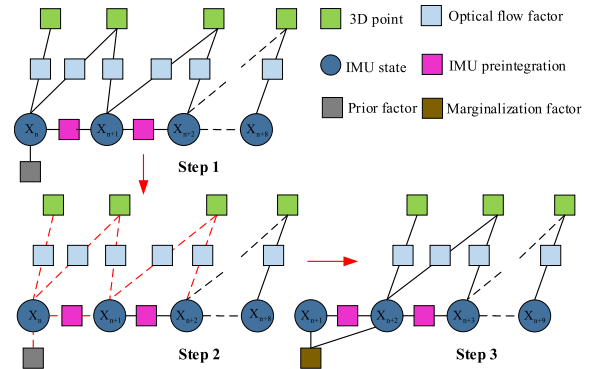 3D point
Optical flow factor
IMU state
IMU preintegration
Prior factor
Marginalization factor
Xn
Xn+1
Xn+2
Xn+8
Step 1
Xn
Xn+1
Xn+2
Xn+8
Step 2
Xn+1
Xn+2
Xn+3
Xn+9
Step 3